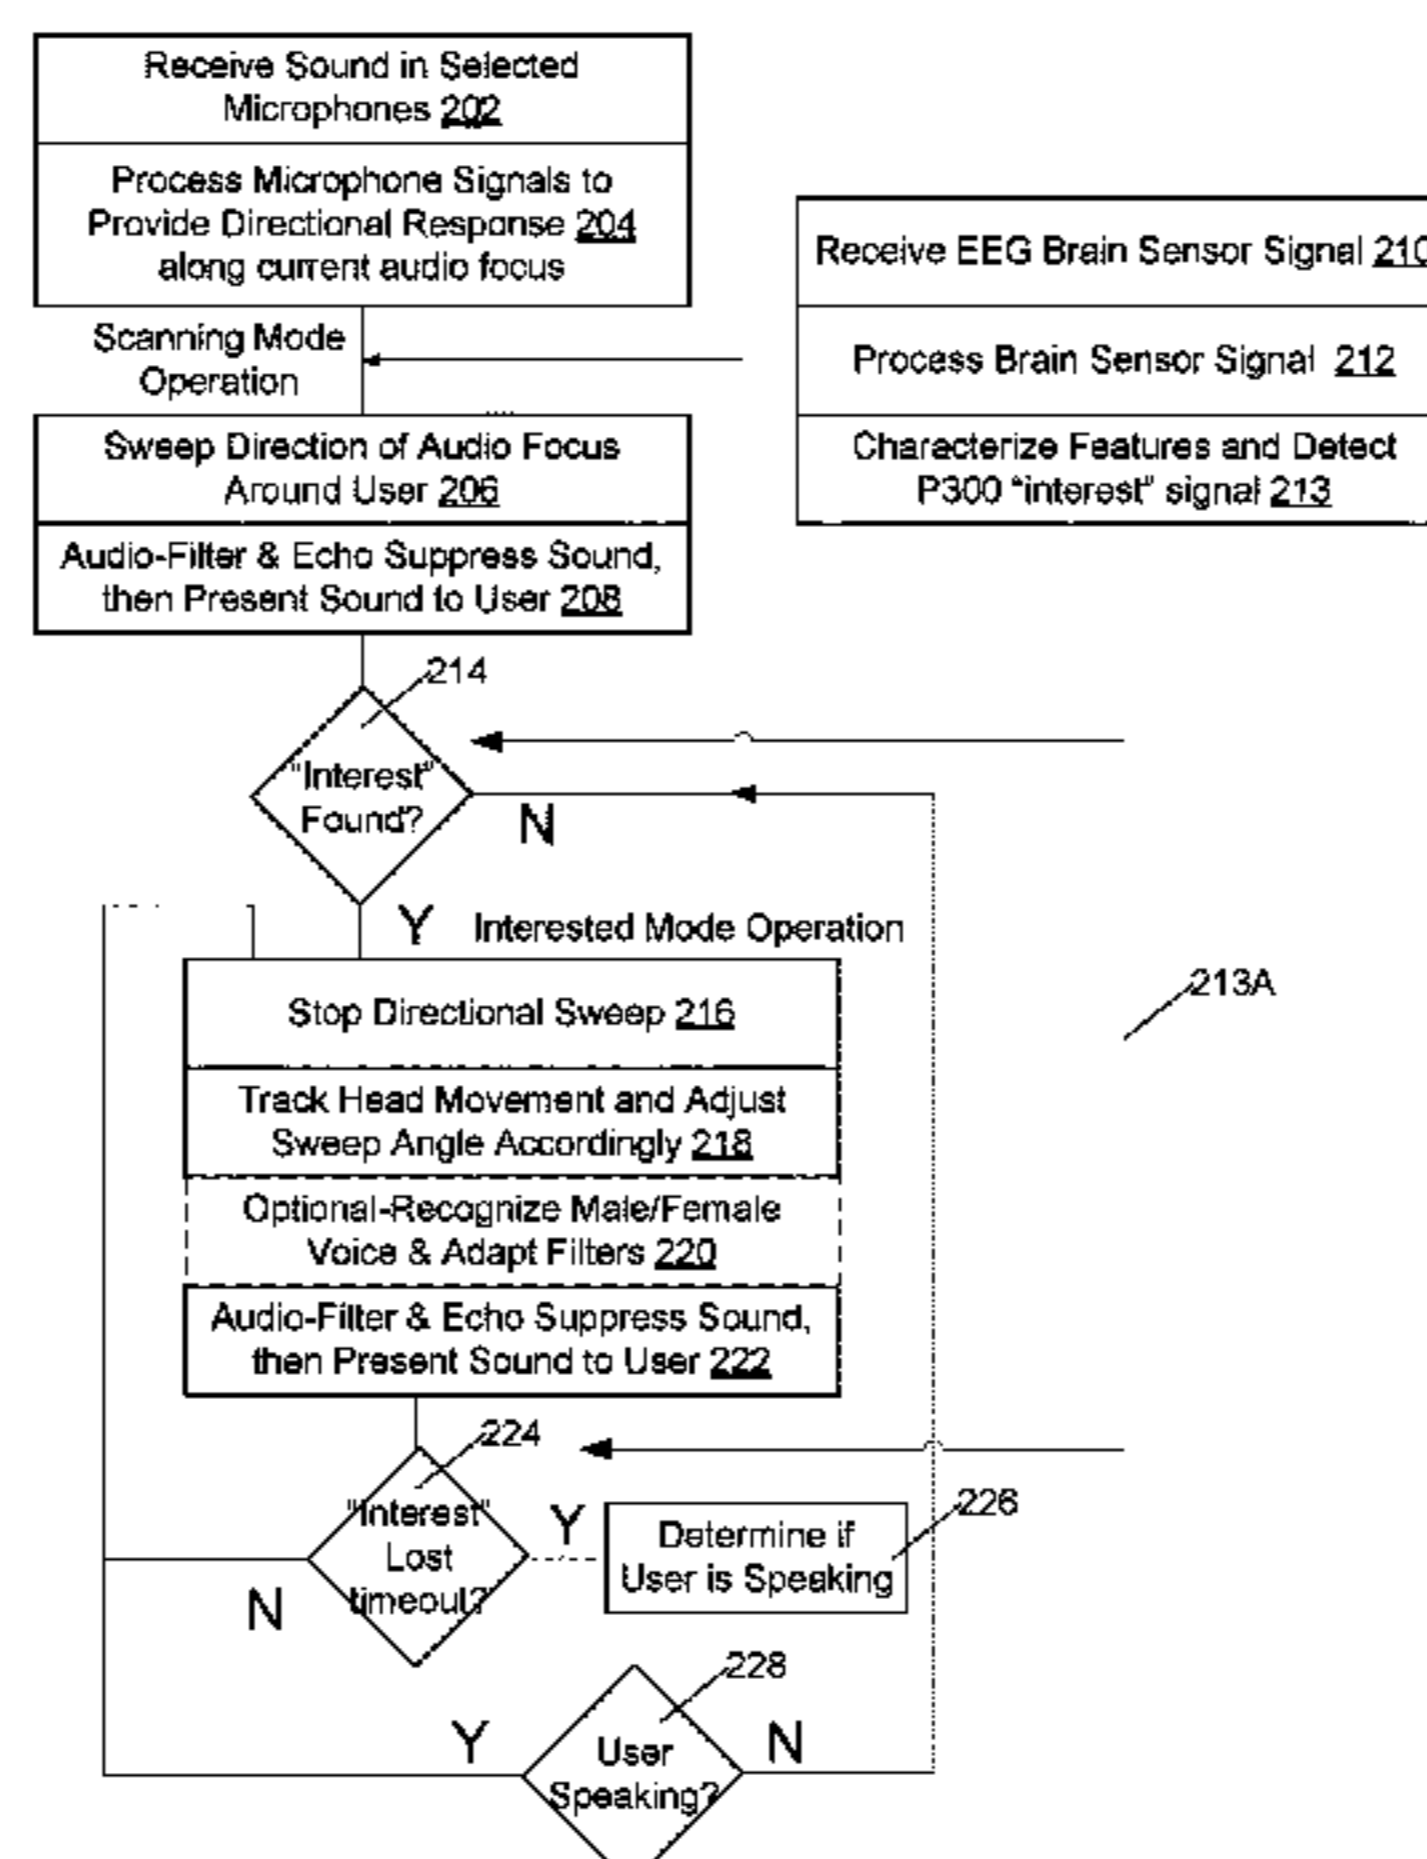 Receive Sound in Selected
Microphones 202
Process Microphone Signals to
Provide Directional Response 204
along current audio focus
Scanning Mode
Operation
Sweep Direction of Audio Focus
Around User 206
Audio-Filter & Echo Suppress Sound,
then Present Sound to User 208
Receive EEG Brain Sensor Signal 210
Process Brain Sensor Signal 212
Characterize Features and Detect
P300 "interest" signal 213
214
"Interest"
Found?
N
Y
Interested Mode Operation
213A
Stop Directional Sweep 216
Track Head Movement and Adjust
Sweep Angle Accordingly 218
Optional-Recognize Male/Female
Voice & Adapt Filters 220
Audio-Filter & Echo Suppress Sound,
then Present Sound to User 222
224
"Interest"
Lost
timeout?
Y
N
226
Determine if
User is Speaking
228
Y
User
Speaking?
N